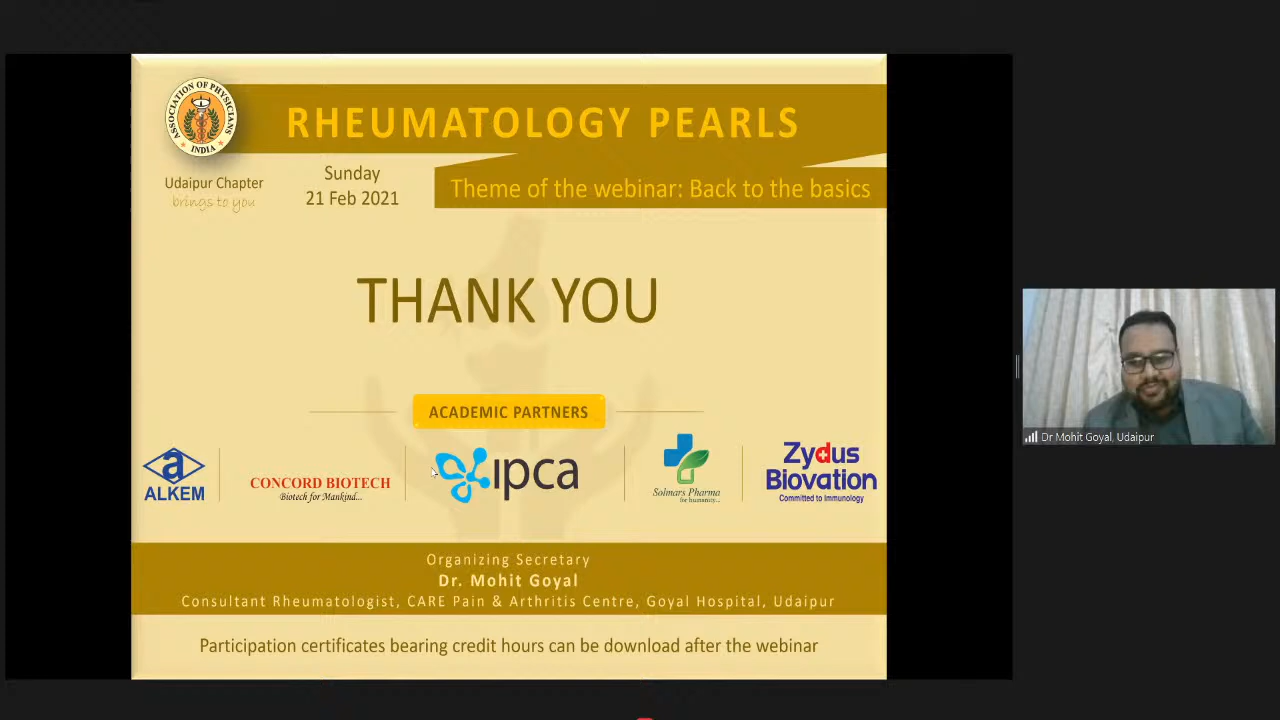 ASSOCIATION OF PHYSICIANS
INDIA
RHEUMATOLOGY PEARLS
Udaipur Chapter
brings to you
Sunday
21 Feb 2021
Theme of the webinar: Back to the basics
THANK YOU
ACADEMIC PARTNERS
a
ALKEM
CONCORD BIOTECH
Biotech for Mankind...
ipca
Solmars Pharma
for humanity...
Zydus
Biovation
Committed to Immunology
Dr Mohit Goyal, Udaipur
Organizing Secretary
Dr. Mohit Goyal
Consultant Rheumatologist, CARE Pain & Arthritis Centre, Goyal Hospital, Udaipur
Participation certificates bearing credit hours can be download after the webinar